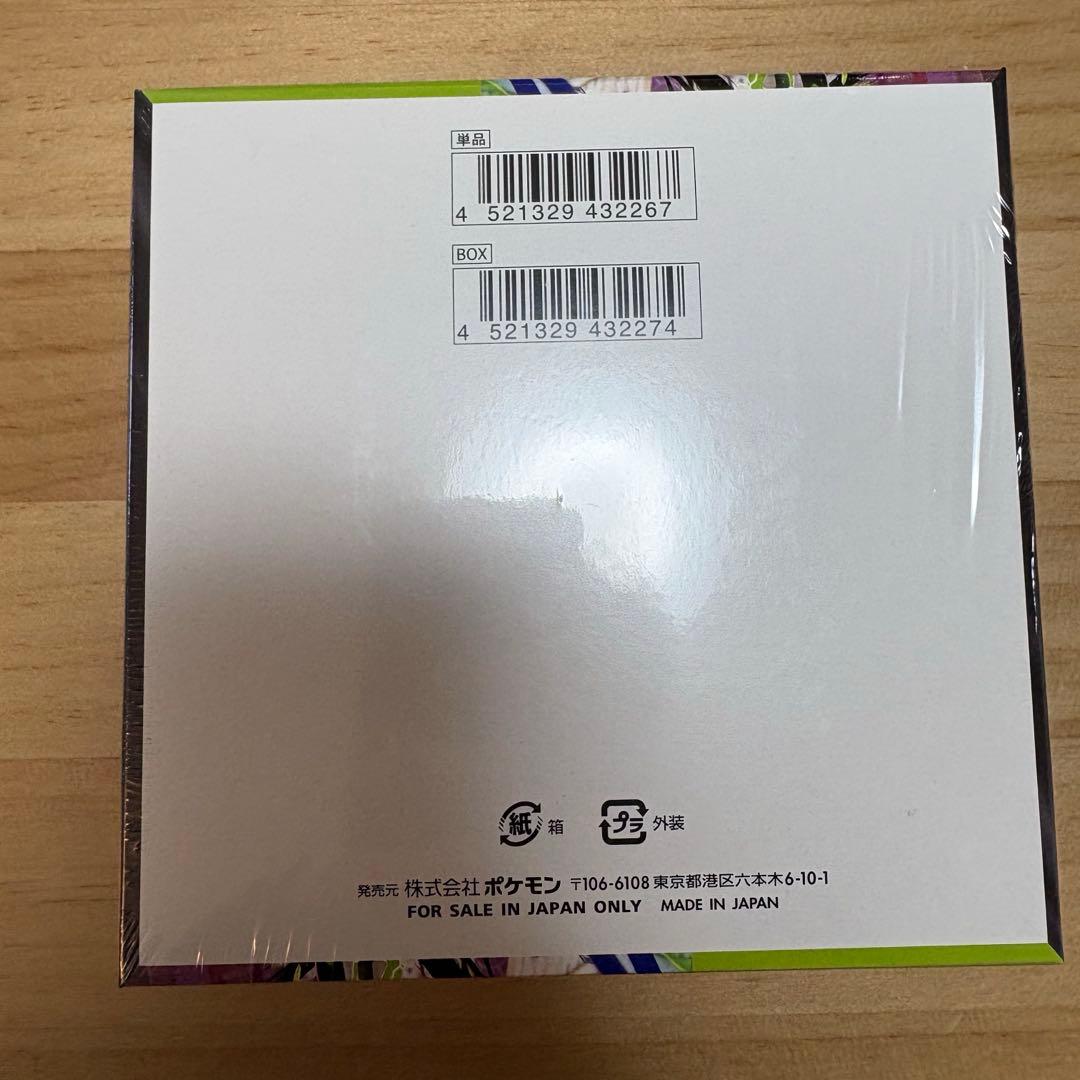 単品
4 521329 432267
BOX
4 521329 432274
紙 箱 プラ 外装
発売元 株式会社 ポケモン 〒106-6108 東京都港区六本木6-10-1
FOR SALE IN JAPAN ONLY MADE IN JAPAN